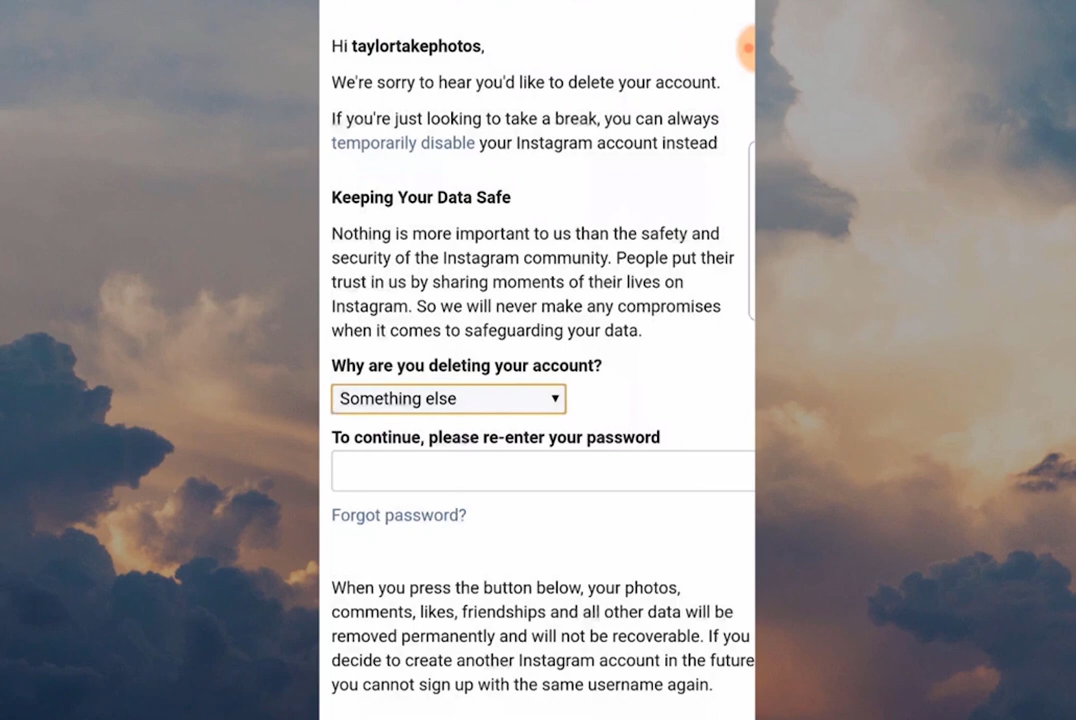 Hi taylortakephotos,
We're sorry to hear you'd like to delete your account.
If you're just looking to take a break, you can always
temporarily disable your Instagram account instead
Keeping Your Data Safe
Nothing is more important to us than the safety and
security of the Instagram community. People put their
trust in us by sharing moments of their lives on
Instagram. So we will never make any compromises
when it comes to safeguarding your data.
Why are you deleting your account?
Something else
To continue, please re-enter your password
Forgot password?
When you press the button below, your photos,
comments, likes, friendships and all other data will be
removed permanently and will not be recoverable. If you
decide to create another Instagram account in the future
you cannot sign up with the same username again.